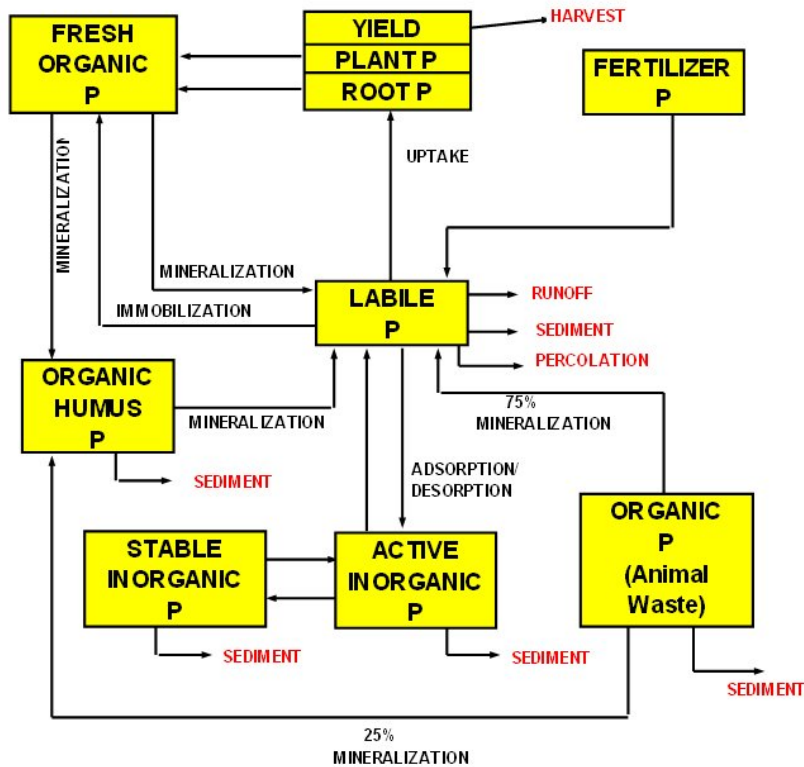 FRESH
ORGANIC
P
YIELD
PLANT P
ROOT P
HARVEST
FERTILIZER
P
UPTAKE
MINERALIZATION
MINERALIZATION
IMMOBILIZATION
LABILE
P
RUNOFF
SEDIMENT
PERCOLATION
ORGANIC
HUMUS
P
MINERALIZATION
SEDIMENT
75%
MINERALIZATION
ADSORPTION/
DESORPTION
STABLE
INORGANIC
P
SEDIMENT
ACTIVE
INORGANIC
P
SEDIMENT
ORGANIC
P
(Animal
Waste)
SEDIMENT
25%
MINERALIZATION